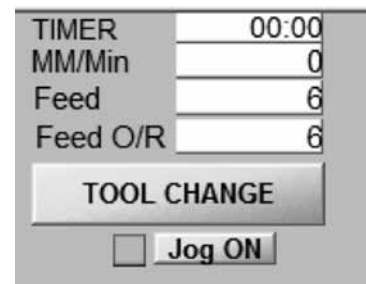 TIMER 00:00
MM/Min 0
Feed 6
Feed O/R 6
TOOL CHANGE
Jog ON